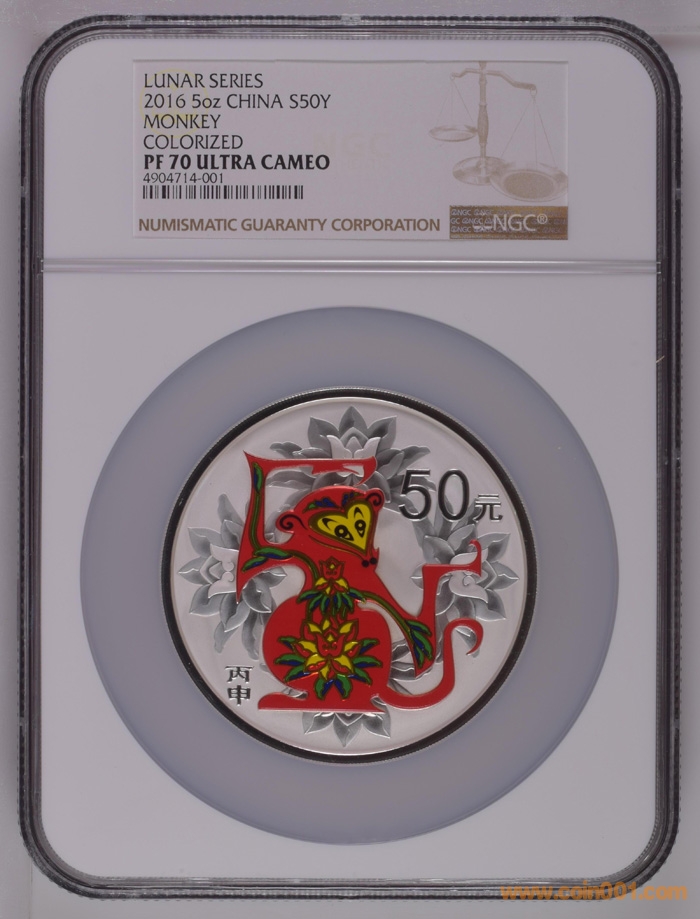 LUNAR SERIES
2016 5oz CHINA S50Y
MONKEY
COLORIZED
PF 70 ULTRA CAMEO
4904714-001
NUMISMATIC GUARANTY CORPORATION
NGC®
50元
丙
申
www.coin001.com